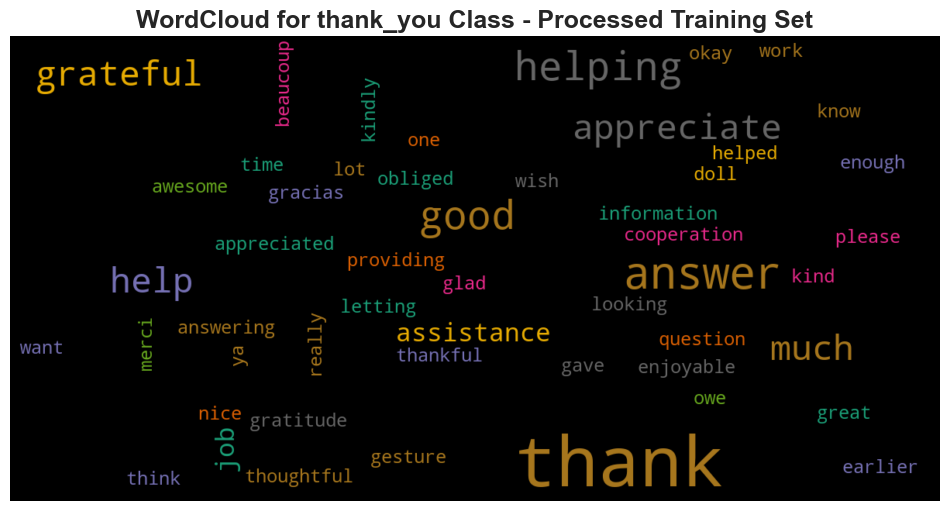 WordCloud for thank_you Class - Processed Training Set
grateful
beaucoup
kindly
helping
okay
work
know
appreciate
one
helped
enough
time
lot
doll
awesome
gracias
obliged
wish
good
information
cooperation
please
appreciated
providing
help
glad
answer
kind
letting
looking
want
merci
answering
ya
really
assistance
thankful
question
much
gave
enjoyable
owe
nice
gratitude
great
job
thank
think
thoughtful
gesture
earlier